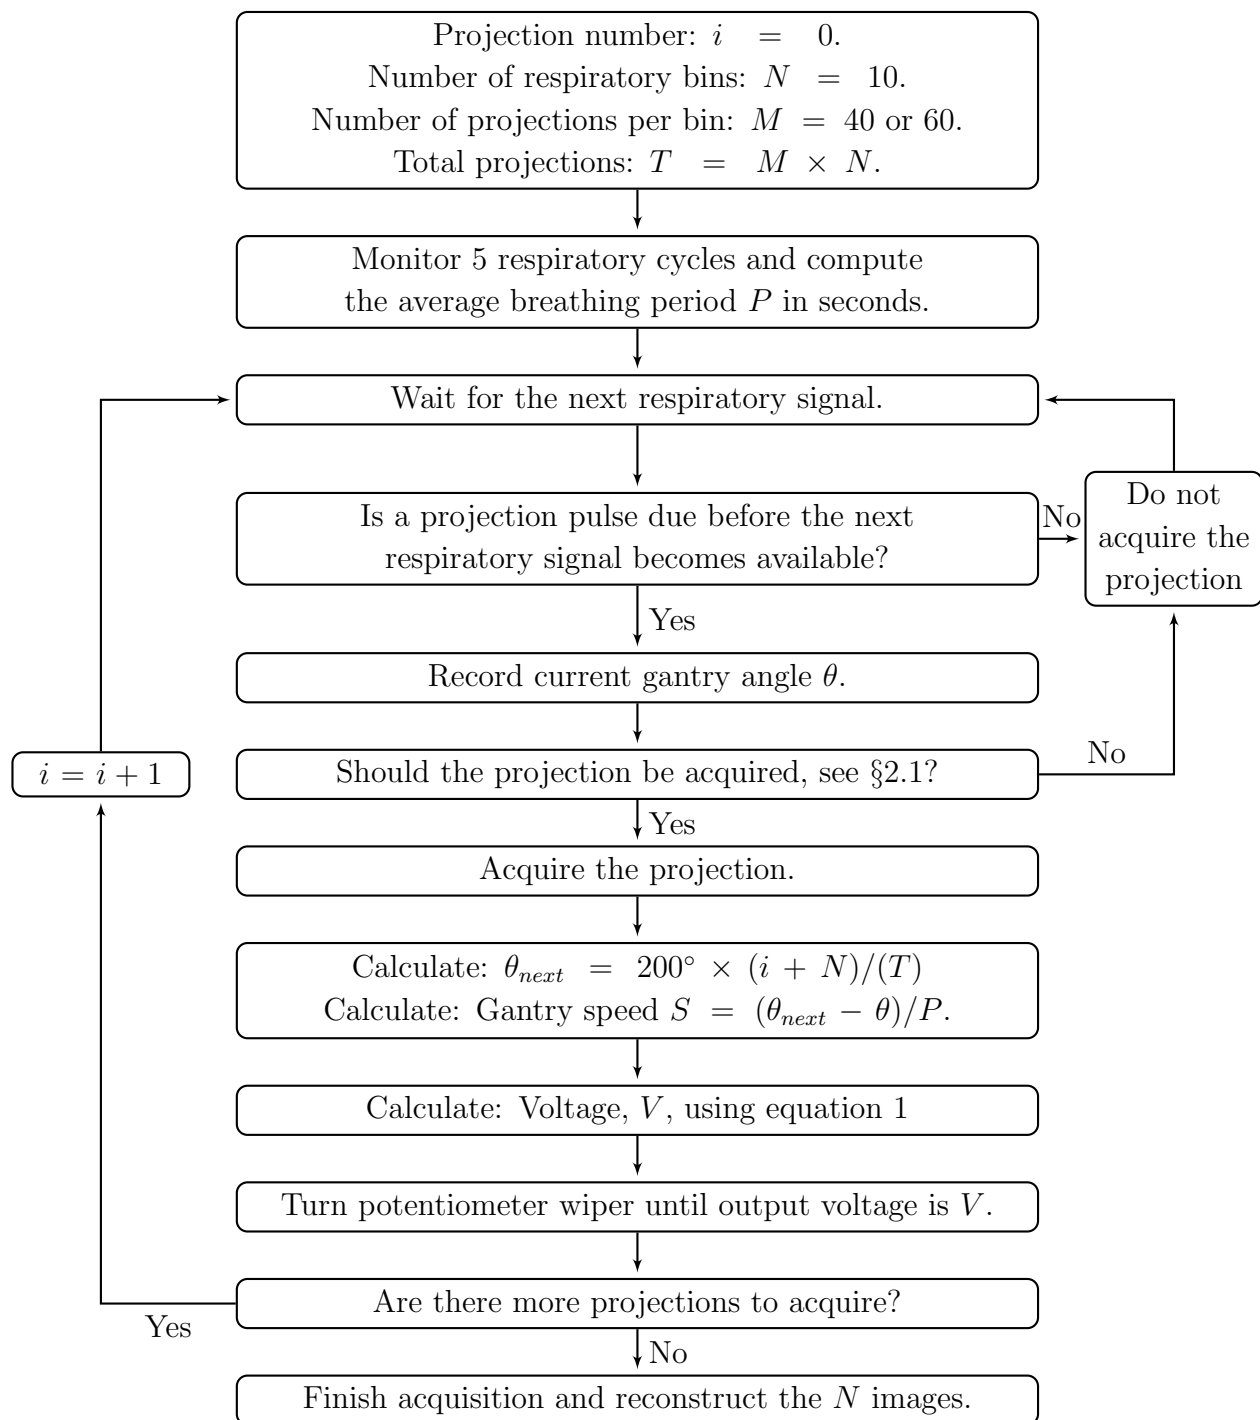 Projection number: i = 0.
Number of respiratory bins: N = 10.
Number of projections per bin: M = 40 or 60.
Total projections: T = M × N.
Monitor 5 respiratory cycles and compute
the average breathing period P in seconds.
Wait for the next respiratory signal.
Is a projection pulse due before the next
respiratory signal becomes available?
No
Do not
acquire the
projection
Yes
Record current gantry angle θ.
Should the projection be acquired, see §2.1?
No
i = i + 1
Yes
Acquire the projection.
Calculate: θ_next = 200° × (i + N)/(T)
Calculate: Gantry speed S = (θ_next − θ)/P.
Calculate: Voltage, V, using equation 1
Turn potentiometer wiper until output voltage is V.
Are there more projections to acquire?
Yes
No
Finish acquisition and reconstruct the N images.